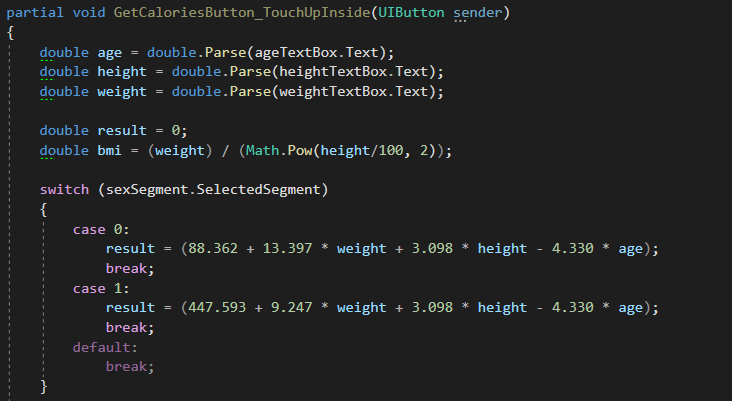 partial void GetCaloriesButton_TouchUpInside(UIButton sender)
{
double age = double.Parse(ageTextBox.Text);
double height = double.Parse(heightTextBox.Text);
double weight = double.Parse(weightTextBox.Text);
double result = 0;
double bmi = (weight) / (Math.Pow(height/100, 2));
switch (sexSegment.SelectedSegment)
{
case 0:
result = (88.362 + 13.397 * weight + 3.098 * height - 4.330 * age);
break;
case 1:
result = (447.593 + 9.247 * weight + 3.098 * height - 4.330 * age);
break;
default:
break;
}